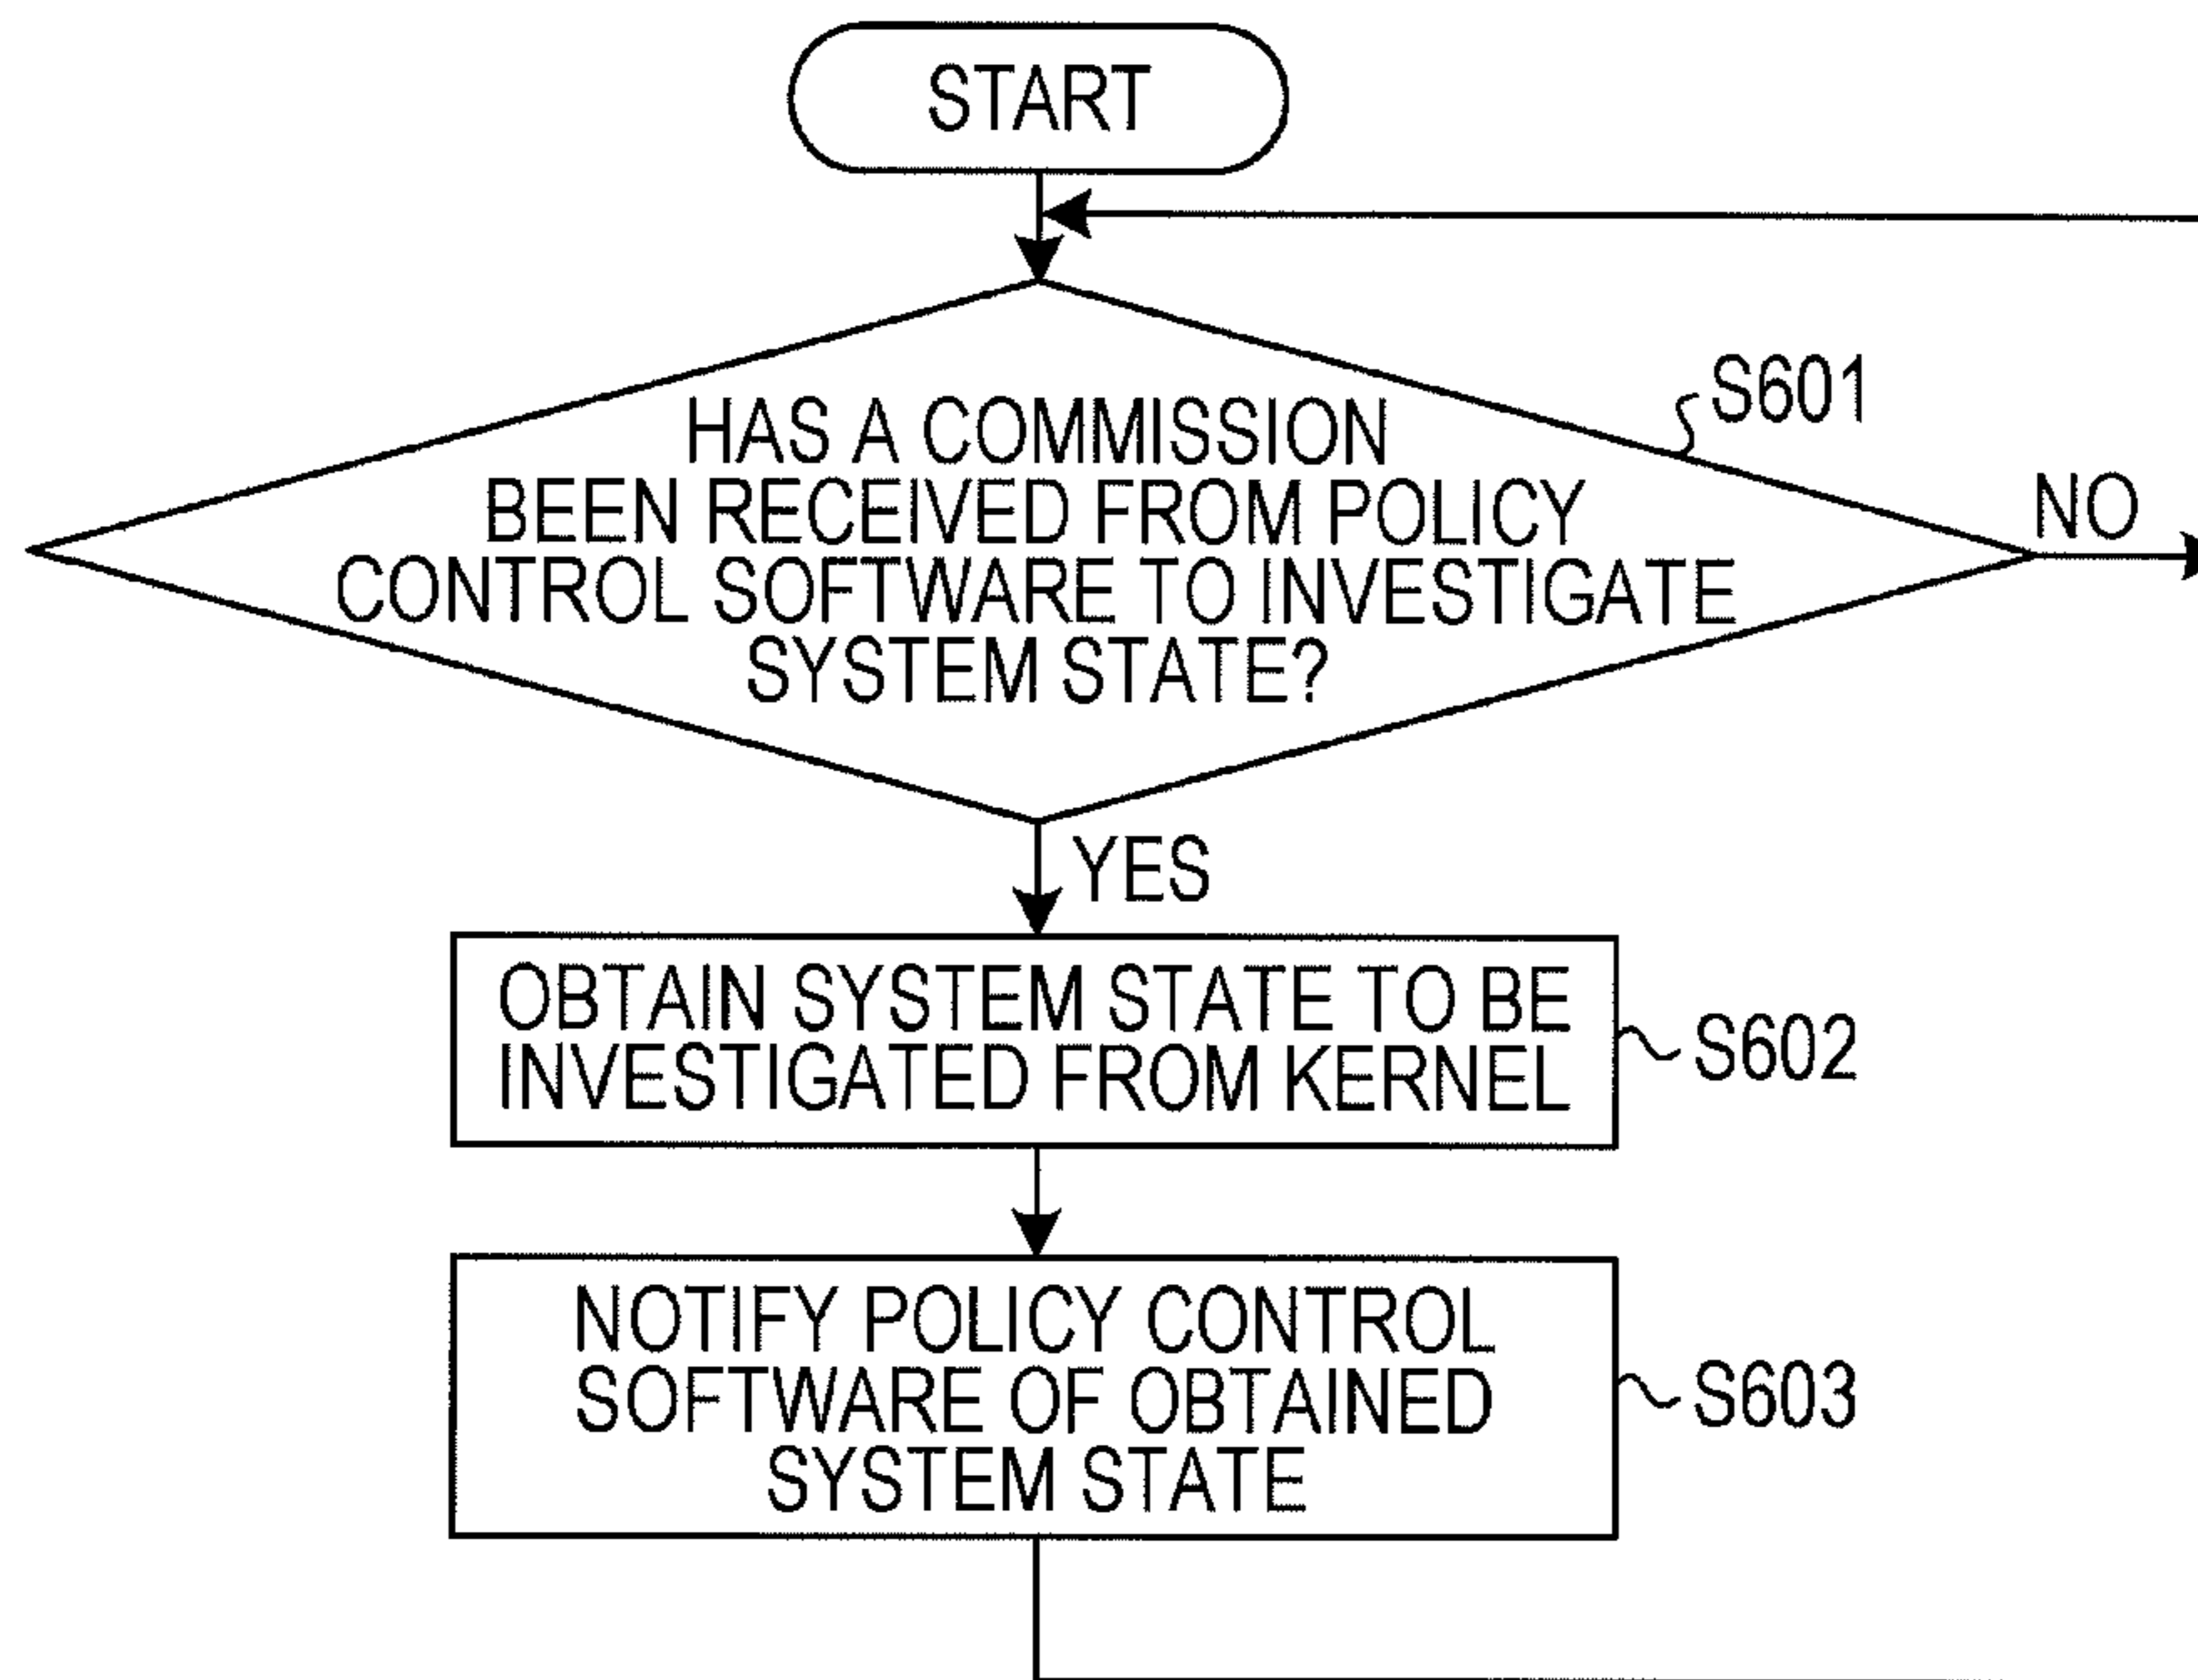 START
S601
HAS A COMMISSION
BEEN RECEIVED FROM POLICY
CONTROL SOFTWARE TO INVESTIGATE
SYSTEM STATE?
NO
YES
OBTAIN SYSTEM STATE TO BE
INVESTIGATED FROM KERNEL
S602
NOTIFY POLICY CONTROL
SOFTWARE OF OBTAINED
SYSTEM STATE
S603